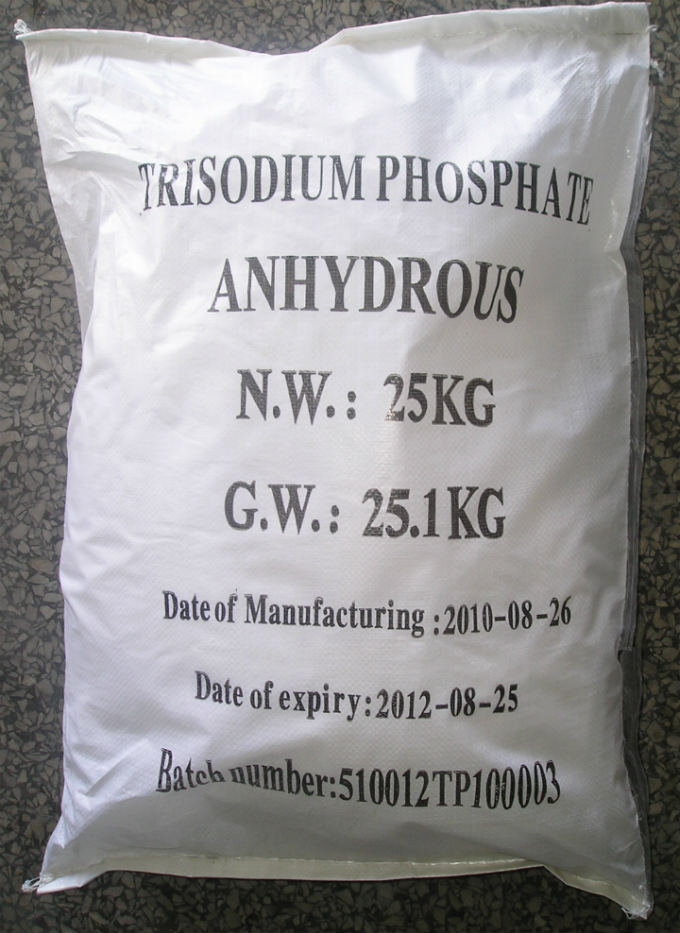 TRISODIUM PHOSPHATE
ANHYDROUS
N.W.: 25KG
G.W.: 25.1KG
Date of Manufacturing :2010-08-26
Date of expiry:2012-08-25
Batch number:510012TP100003